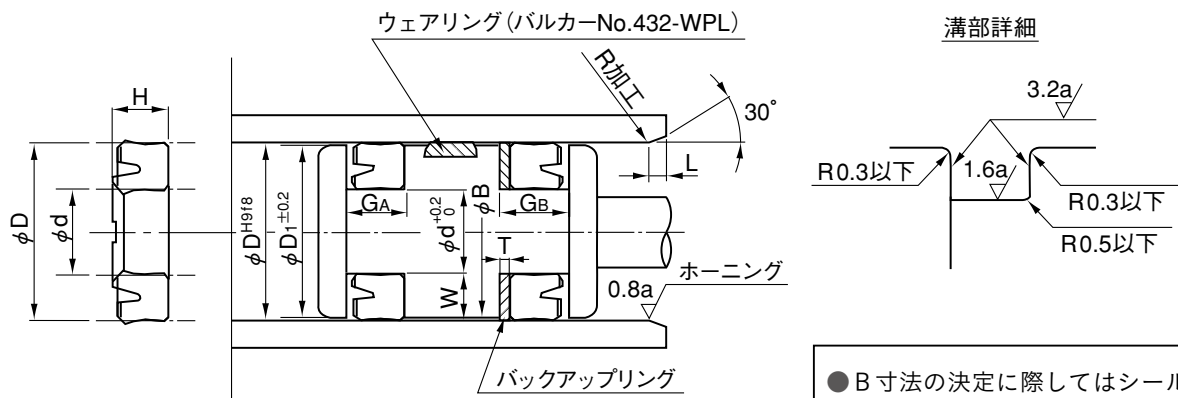 ウェアリング(バルカーNo.432-WPL)
溝部詳細
R加工
30°
3.2a
H
L
1.6a
R0.3以下
R0.3以下
R0.5以下
φD
φd
φD H9 f8
φD1±0.2
GA
φd +0.2 0
φB
GB
T
W
ホーニング
0.8a
バックアップリング
●B寸法の決定に際してはシール